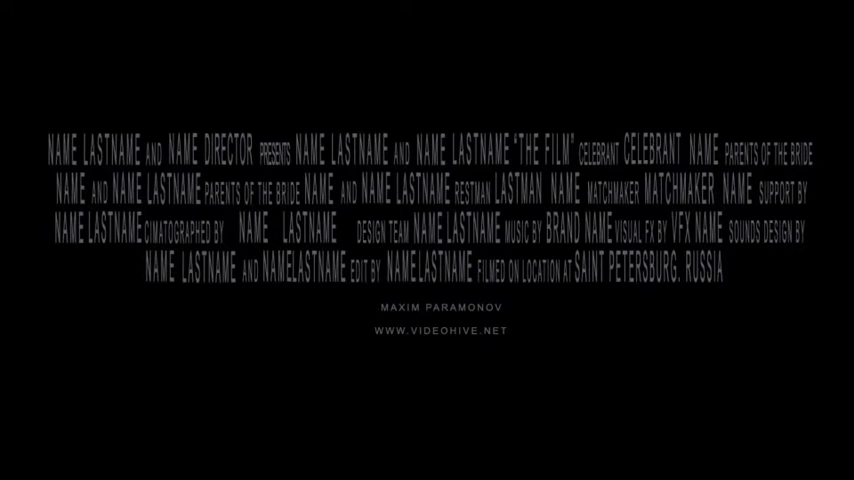 NAME LASTNAME AND NAME DIRECTOR PRESENTS NAME LASTNAME AND NAME LASTNAME "THE FILM" CELEBRANT CELEBRANT NAME PARENTS OF THE BRIDE
NAME AND NAME LASTNAME PARENTS OF THE BRIDE NAME AND NAME LASTNAME RESTMAN LASTMAN NAME MATCHMAKER MATCHMAKER NAME SUPPORT BY
NAME LASTNAME CIMATOGRAPHED BY NAME LASTNAME DESIGN TEAM NAME LASTNAME MUSIC BY BRAND NAME VISUAL FX BY VFX NAME SOUNDS DESIGN BY
NAME LASTNAME AND NAMELASTNAME EDIT BY NAMELASTNAME FILMED ON LOCATION AT SAINT PETERSBURG. RUSSIA
MAXIM PARAMONOV
WWW.VIDEOHIVE.NET